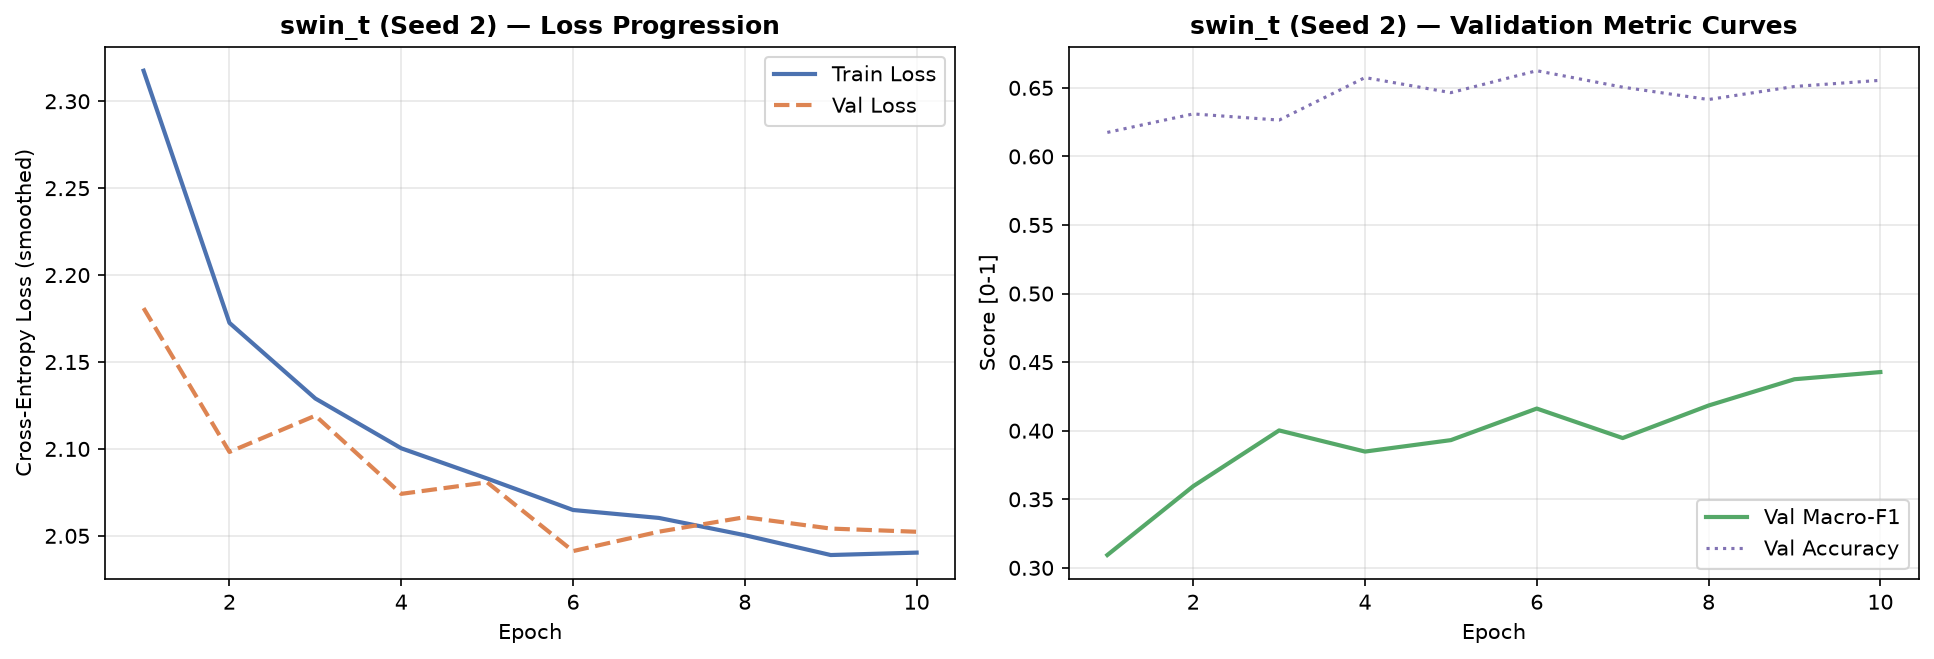 swin_t (Seed 2) — Loss Progression
Train Loss
Val Loss
Cross-Entropy Loss (smoothed)
2.30
2.25
2.20
2.15
2.10
2.05
2 4 6 8 10
Epoch
swin_t (Seed 2) — Validation Metric Curves
Score [0-1]
0.65
0.60
0.55
0.50
0.45
0.40
0.35
0.30
Val Macro-F1
Val Accuracy
2 4 6 8 10
Epoch